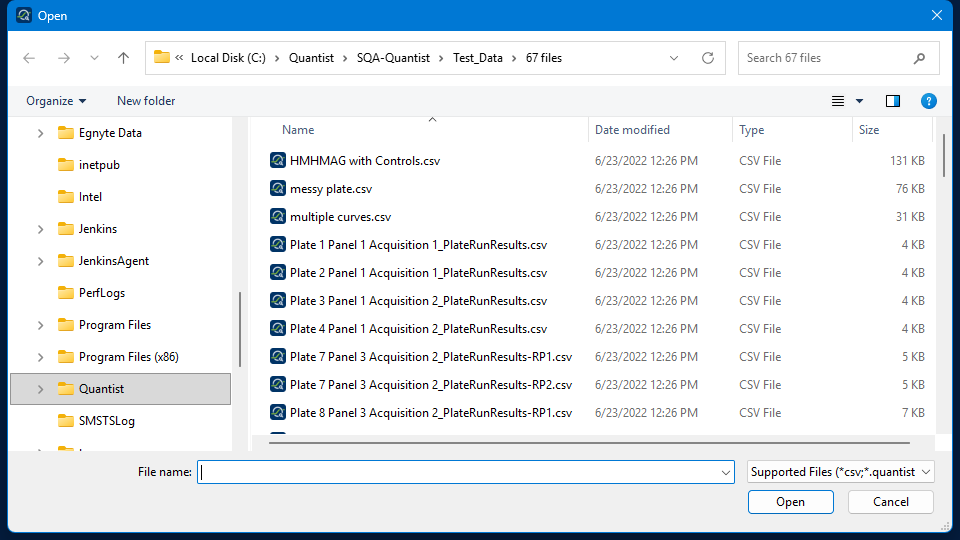 Open
« Local Disk (C:) > Quantist > SQA-Quantist > Test_Data > 67 files
Search 67 files
Organize
New folder
?
Egnyte Data
inetpub
Intel
Jenkins
JenkinsAgent
PerfLogs
Program Files
Program Files (x86)
Quantist
SMSTSLog
Name Date modified Type Size
HMHMAG with Controls.csv 6/23/2022 12:26 PM CSV File 131 KB
messy plate.csv 6/23/2022 12:26 PM CSV File 76 KB
multiple curves.csv 6/23/2022 12:26 PM CSV File 31 KB
Plate 1 Panel 1 Acquisition 1_PlateRunResults.csv 6/23/2022 12:26 PM CSV File 4 KB
Plate 2 Panel 1 Acquisition 1_PlateRunResults.csv 6/23/2022 12:26 PM CSV File 4 KB
Plate 3 Panel 1 Acquisition 2_PlateRunResults.csv 6/23/2022 12:26 PM CSV File 4 KB
Plate 4 Panel 1 Acquisition 2_PlateRunResults.csv 6/23/2022 12:26 PM CSV File 4 KB
Plate 7 Panel 3 Acquisition 2_PlateRunResults-RP1.csv 6/23/2022 12:26 PM CSV File 5 KB
Plate 7 Panel 3 Acquisition 2_PlateRunResults-RP2.csv 6/23/2022 12:26 PM CSV File 5 KB
Plate 8 Panel 3 Acquisition 2_PlateRunResults-RP1.csv 6/23/2022 12:26 PM CSV File 7 KB
File name:
Supported Files (*csv;*.quantist
Open
Cancel